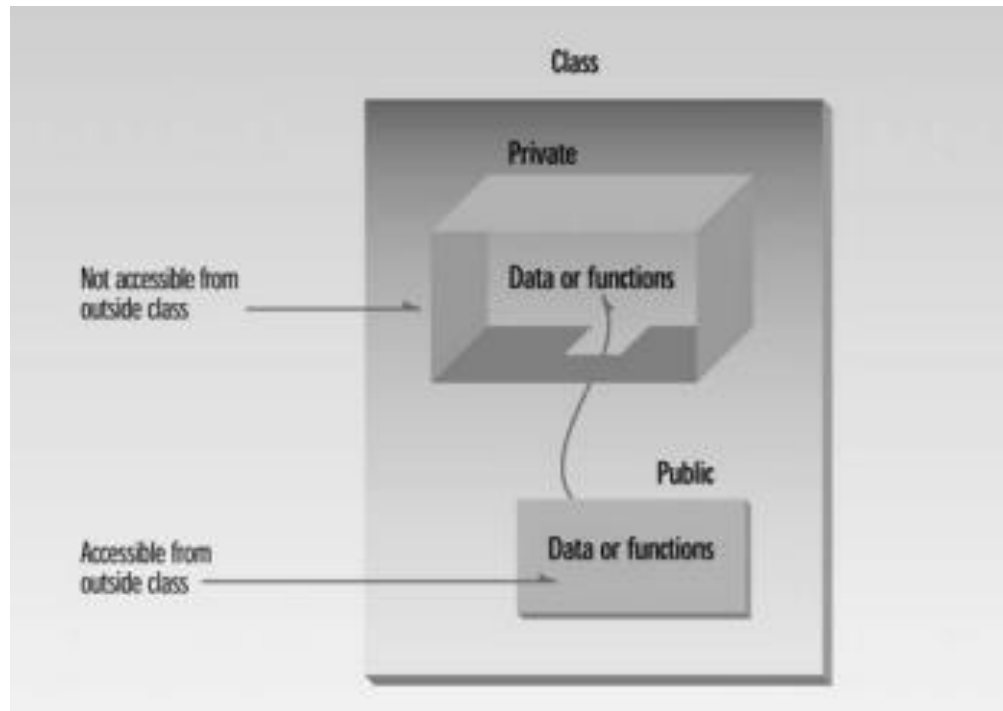 Class
Private
Data or functions
Not accessible from
outside class
Public
Data or functions
Accessible from
outside class